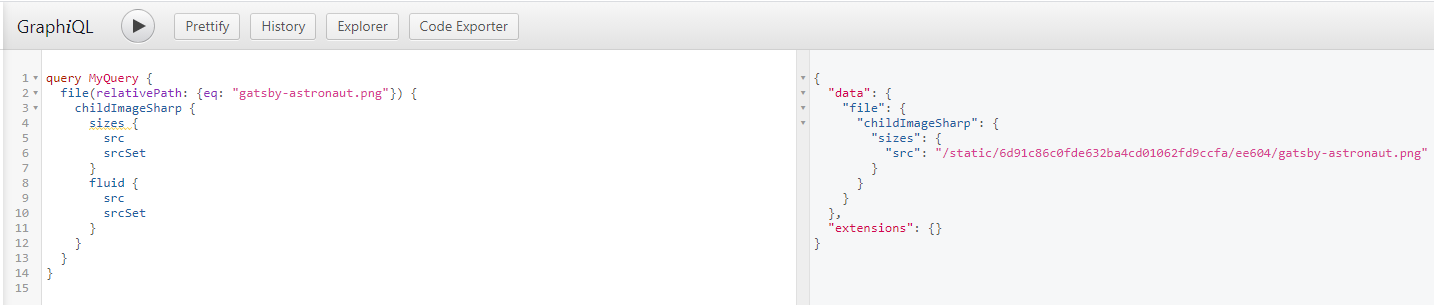 GraphiQL Prettify History Explorer Code Exporter
1 query MyQuery {
2 file(relativePath: {eq: "gatsby-astronaut.png"}) {
3 childImageSharp {
4 sizes {
5 src
6 srcSet
7 }
8 fluid {
9 src
10 srcSet
11 }
12 }
13 }
14 }
15
{
"data": {
"file": {
"childImageSharp": {
"sizes": {
"src": "/static/6d91c86c0fde632ba4cd01062fd9ccfa/ee604/gatsby-astronaut.png"
}
}
}
},
"extensions": {}
}